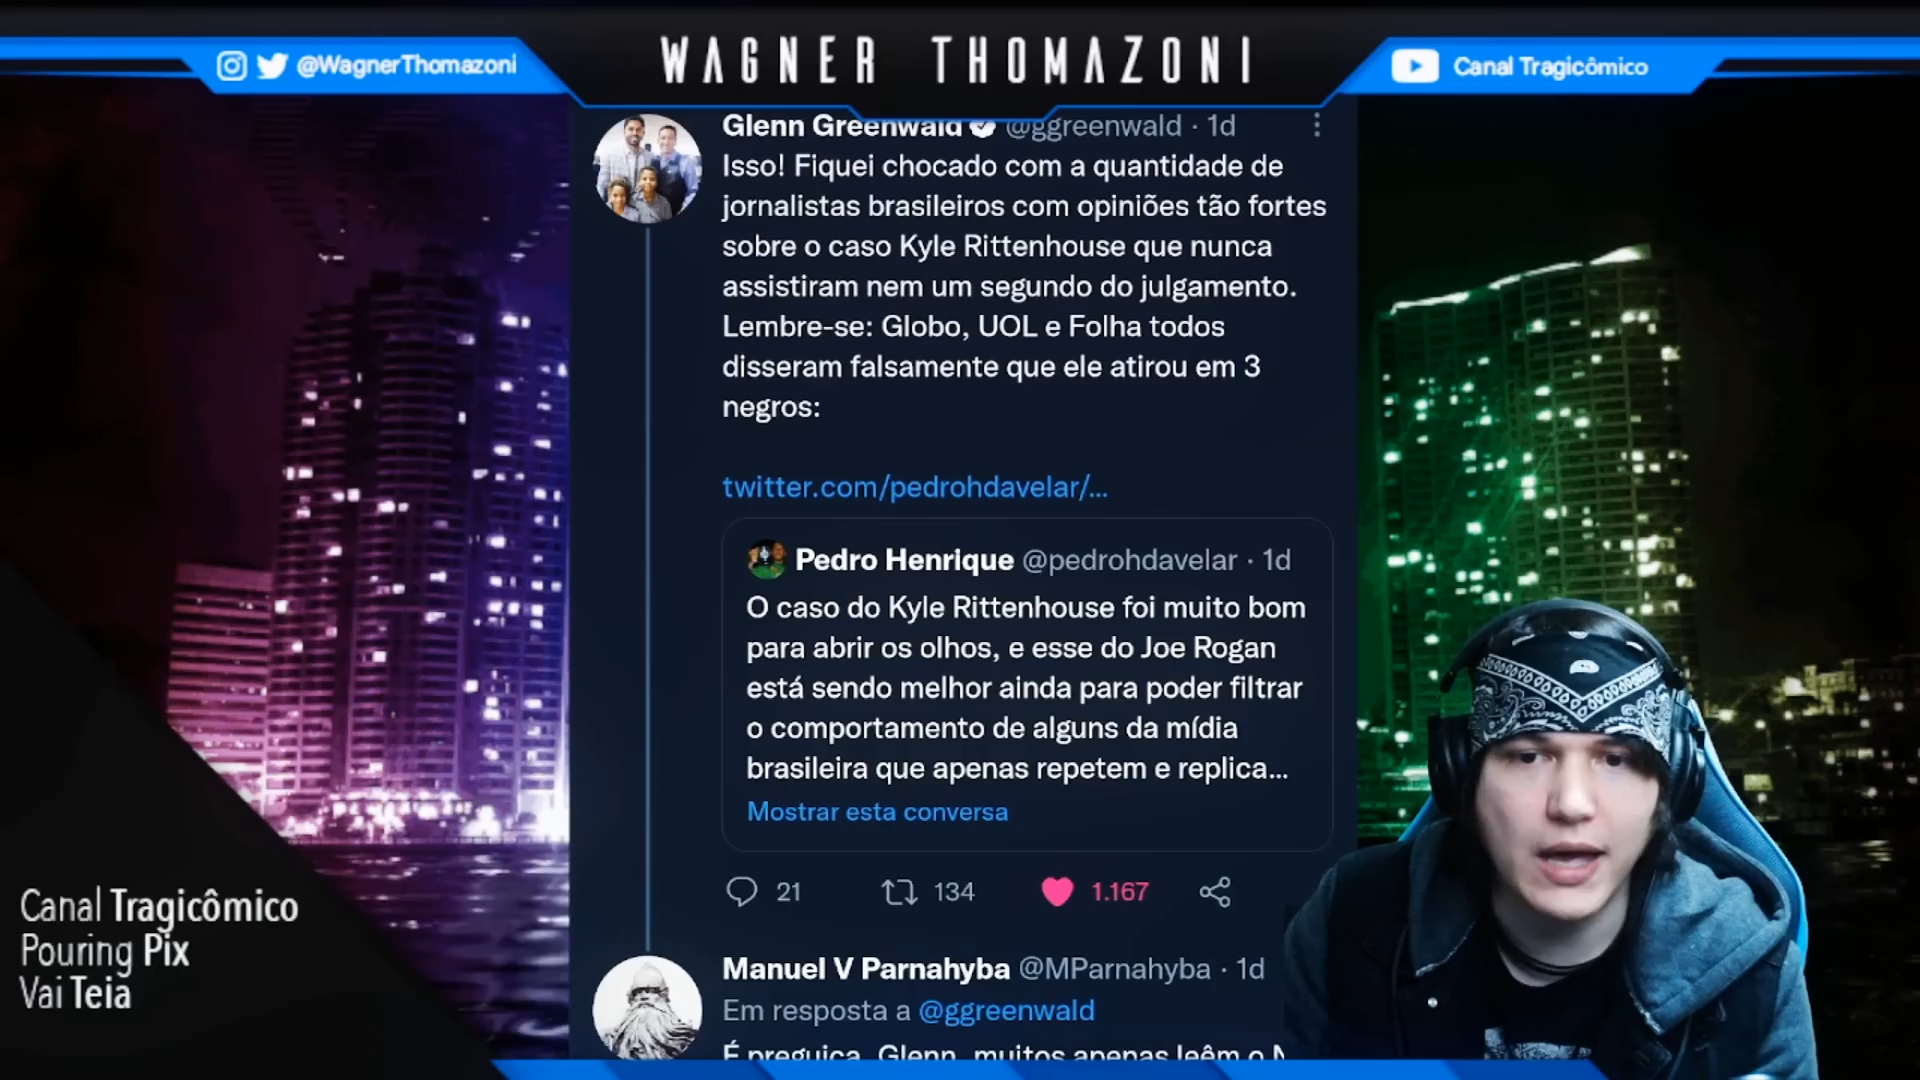 @WagnerThomazoni
WAGNER THOMAZONI
Canal Tragicômico
Glenn Greenwald @ggreenwald · 1d
Isso! Fiquei chocado com a quantidade de
jornalistas brasileiros com opiniões tão fortes
sobre o caso Kyle Rittenhouse que nunca
assistiram nem um segundo do julgamento.
Lembre-se: Globo, UOL e Folha todos
disseram falsamente que ele atirou em 3
negros:
twitter.com/pedrohdavelar/...
Pedro Henrique @pedrohdavelar · 1d
O caso do Kyle Rittenhouse foi muito bom
para abrir os olhos, e esse do Joe Rogan
está sendo melhor ainda para poder filtrar
o comportamento de alguns da mídia
brasileira que apenas repetem e replica...
Mostrar esta conversa
21 134 1.167
Manuel V Parnahyba @MParnahyba · 1d
Em resposta a @ggreenwald
É preguiça, Glenn, muitos apenas leêm o
Canal Tragicômico
Pouring Pix
Vai Teia